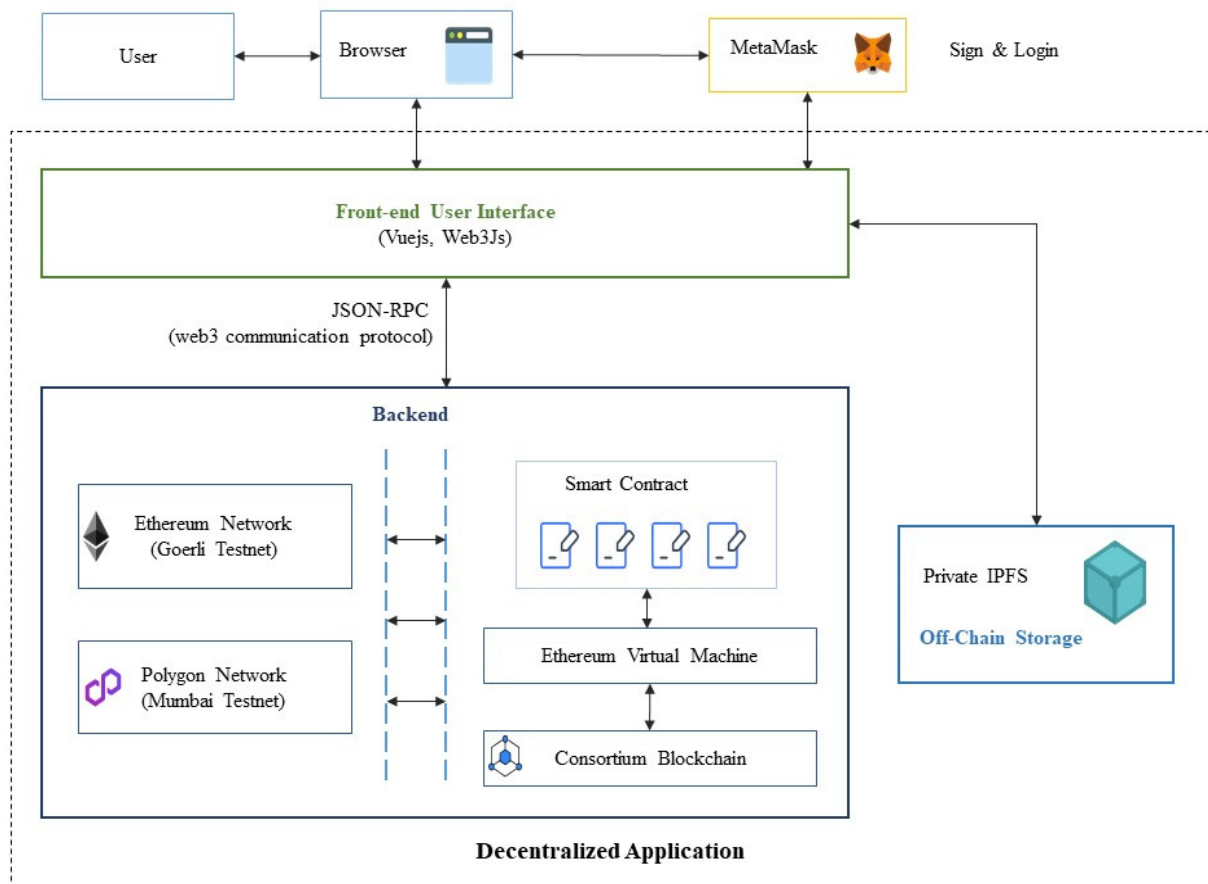 User
Browser
MetaMask
Sign & Login
Front-end User Interface
(Vuejs, Web3Js)
JSON-RPC
(web3 communication protocol)
Backend
Ethereum Network
(Goerli Testnet)
Polygon Network
(Mumbai Testnet)
Smart Contract
Ethereum Virtual Machine
Consortium Blockchain
Private IPFS
Off-Chain Storage
Decentralized Application